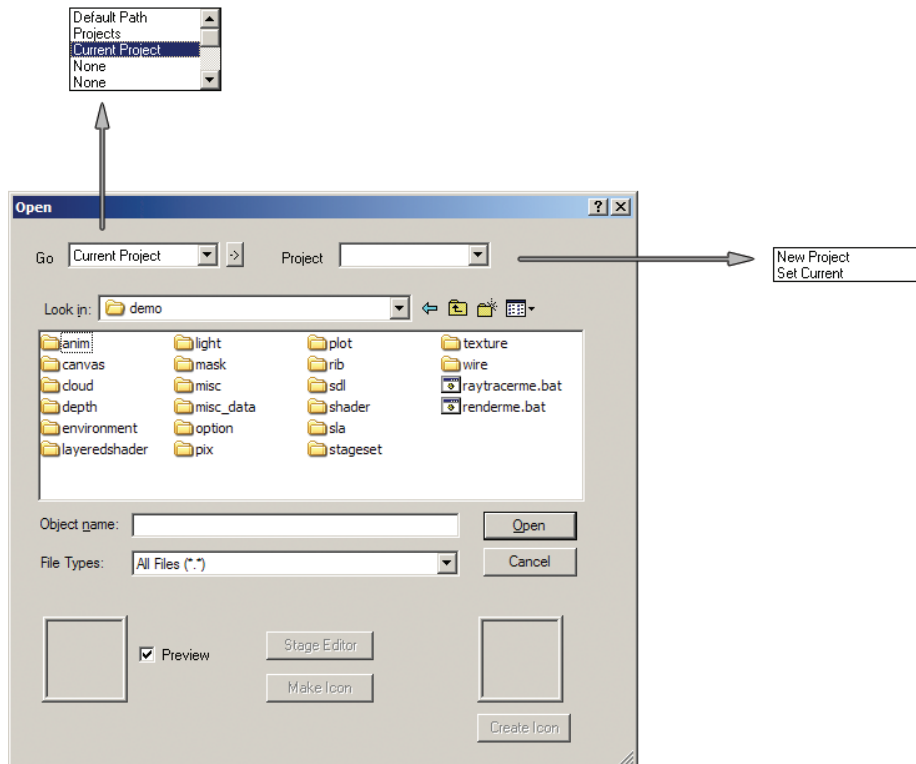 Default Path
Projects
Current Project
None
None
Open
Go Current Project -> Project
New Project
Set Current
Look in: demo
anim light plot texture
canvas mask rib wire
cloud misc sdl raytracerme.bat
depth misc_data shader renderme.bat
environment option sla
layeredshader pix stageset
Object name: Open
File Types: All Files (*.*) Cancel
Preview Stage Editor
Make Icon
Create Icon